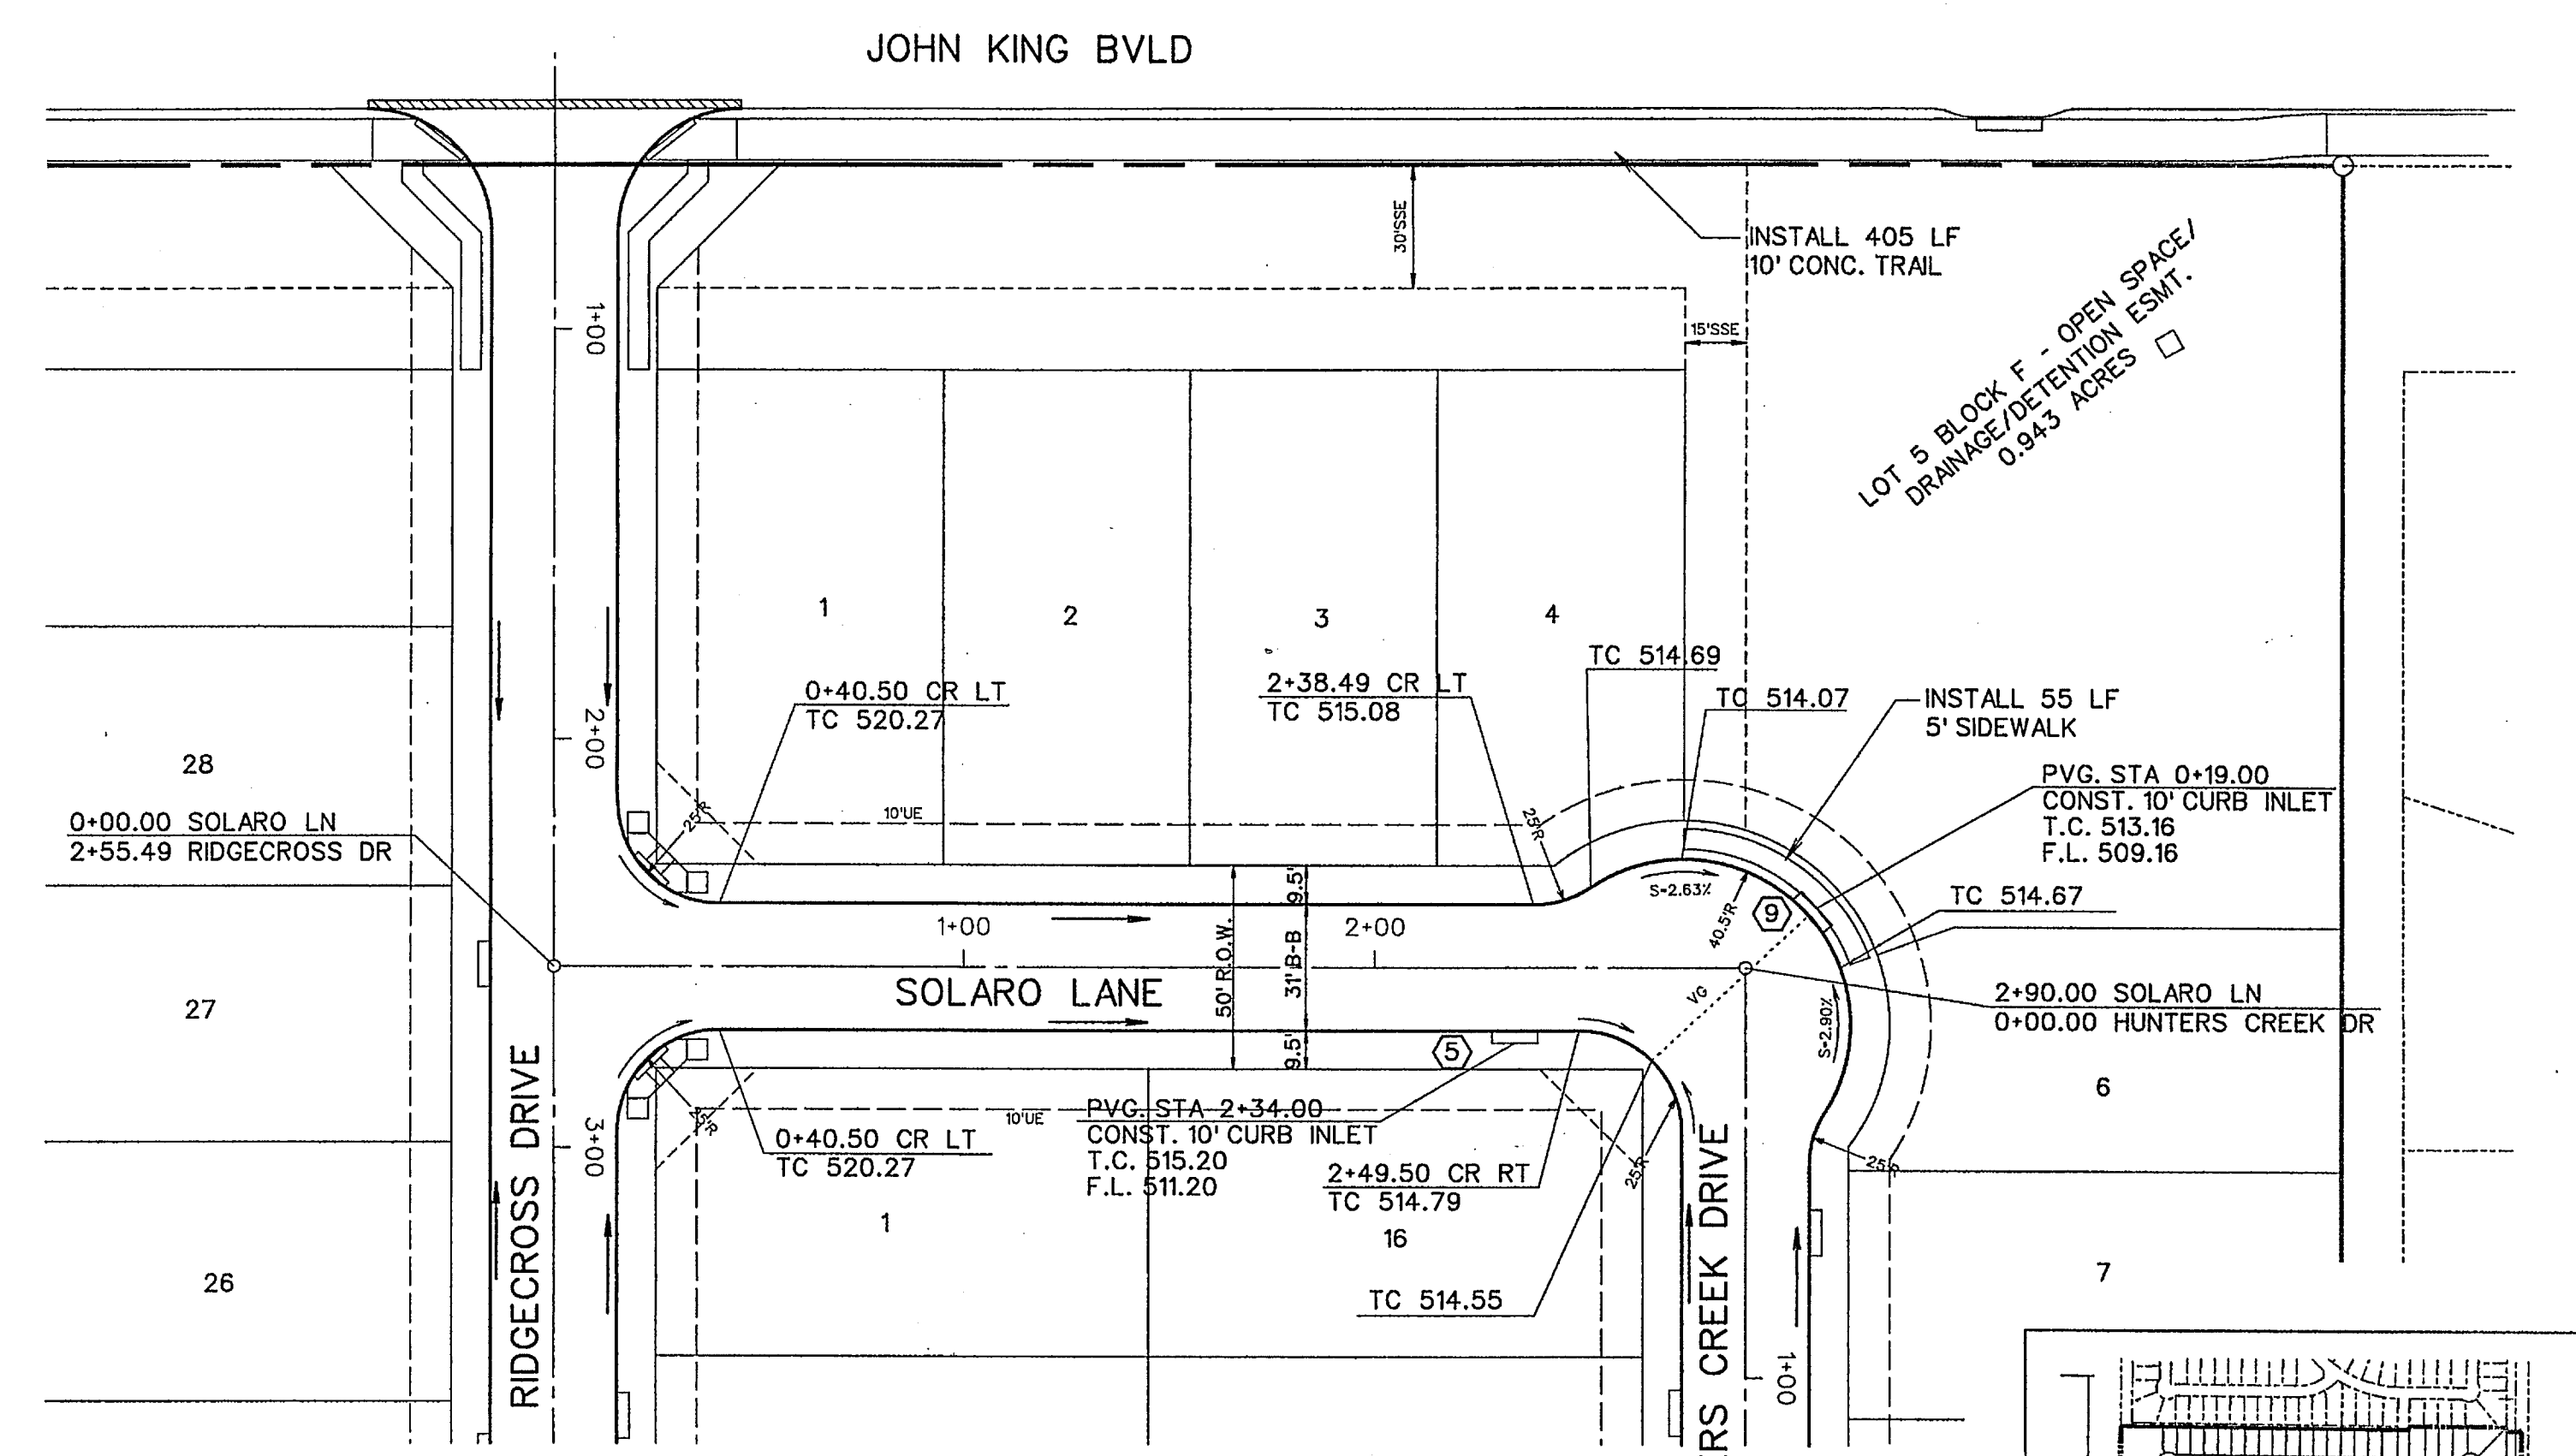 JOHN KING BVLD
30'SSE
INSTALL 405 LF
10' CONC. TRAIL
LOT 5 BLOCK F - OPEN SPACE/
DRAINAGE/DETENTION ESMT.
0.943 ACRES
1+00
15'SSE
1
2
3
4
TC 514.69
0+40.50 CR LT
TC 520.27
2+38.49 CR LT
TC 515.08
TC 514.07
INSTALL 55 LF
5' SIDEWALK
2+00
28
PVG. STA 0+19.00
CONST. 10' CURB INLET
T.C. 513.16
F.L. 509.16
0+00.00 SOLARO LN
2+55.49 RIDGECROSS DR
25'R
10'UE
25'R
S=2.63%
9.5'
TC 514.67
40.5'R
9
1+00
2+00
50' R.O.W.
31' B-B
SOLARO LANE
VG
2+90.00 SOLARO LN
0+00.00 HUNTERS CREEK DR
27
S=2.90%
9.5'
5
6
RIDGECROSS DRIVE
25'R
10'UE
PVG. STA 2+34.00
CONST. 10' CURB INLET
T.C. 515.20
F.L. 511.20
3+00
0+40.50 CR LT
TC 520.27
2+49.50 CR RT
TC 514.79
25'R
25'R
1
16
26
7
TC 514.55
RS CREEK DRIVE
1+00